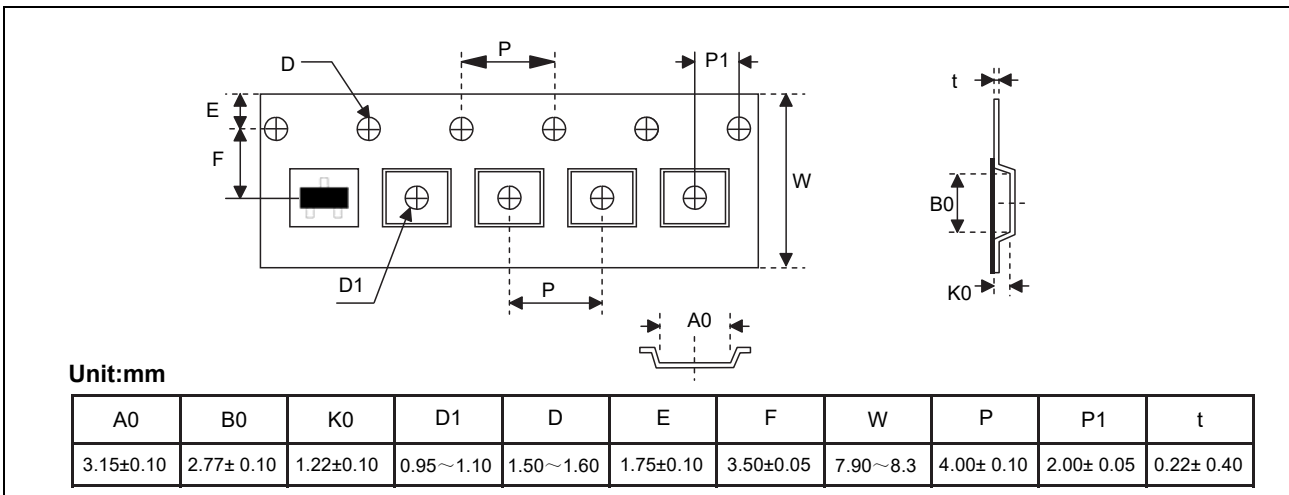 P
P1
D
t
E
F
W
B0
D1
P
K0
A0
Unit:mm
A0 B0 K0 D1 D E F W P P1 t
3.15±0.10 2.77± 0.10 1.22±0.10 0.95～1.10 1.50～1.60 1.75±0.10 3.50±0.05 7.90～8.3 4.00± 0.10 2.00± 0.05 0.22± 0.40